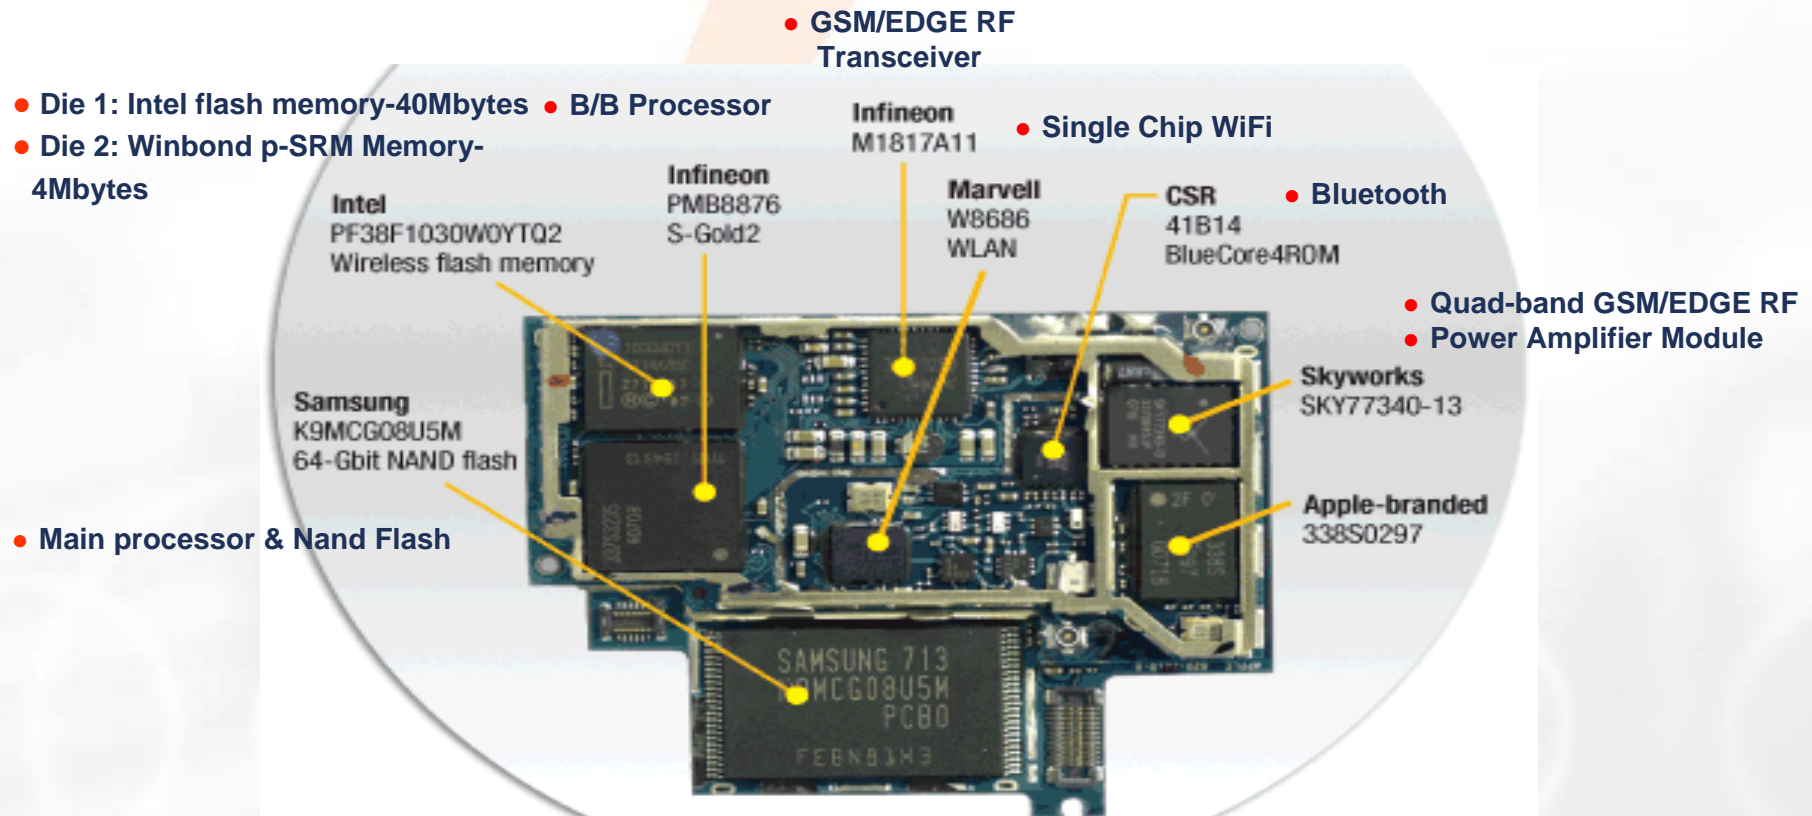 ● GSM/EDGE RF
Transceiver
● Die 1: Intel flash memory-40Mbytes
● Die 2: Winbond p-SRM Memory-
4Mbytes
● B/B Processor
Infineon
M1817A11
● Single Chip WiFi
Intel
PF38F1030W0YTQ2
Wireless flash memory
Infineon
PMB8876
S-Gold2
Marvell
W8686
WLAN
CSR
41B14
BlueCore4ROM
● Bluetooth
● Quad-band GSM/EDGE RF
● Power Amplifier Module
Skyworks
SKY77340-13
Samsung
K9MCG08U5M
64-Gbit NAND flash
Apple-branded
338S0297
● Main processor & Nand Flash
SAMSUNG 713
K9MCG08U5M
PCB0